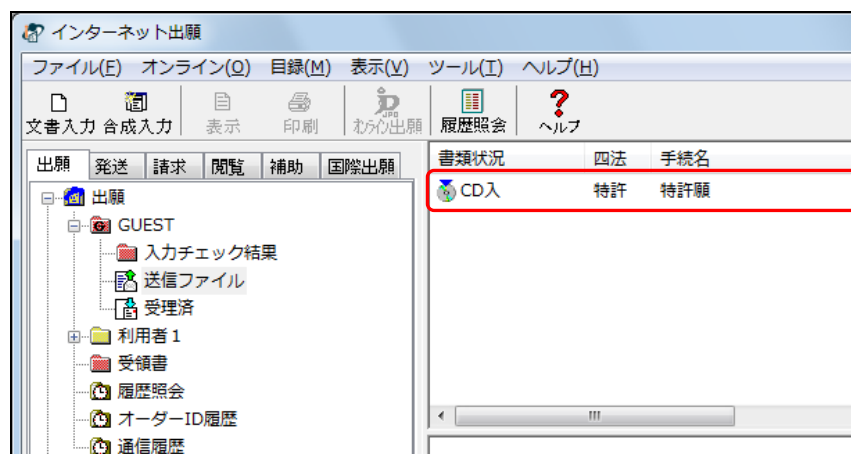 インターネット出願
ファイル(F) オンライン(O) 目録(M) 表示(V) ツール(T) ヘルプ(H)
文書入力 合成入力 表示 印刷 オンライン出願 履歴照会 ヘルプ
出願 発送 請求 閲覧 補助 国際出願
書類状況 四法 手続名
CD入 特許 特許願
出願
GUEST
入力チェック結果
送信ファイル
受理済
利用者1
受領書
履歴照会
オーダーID履歴
通信履歴